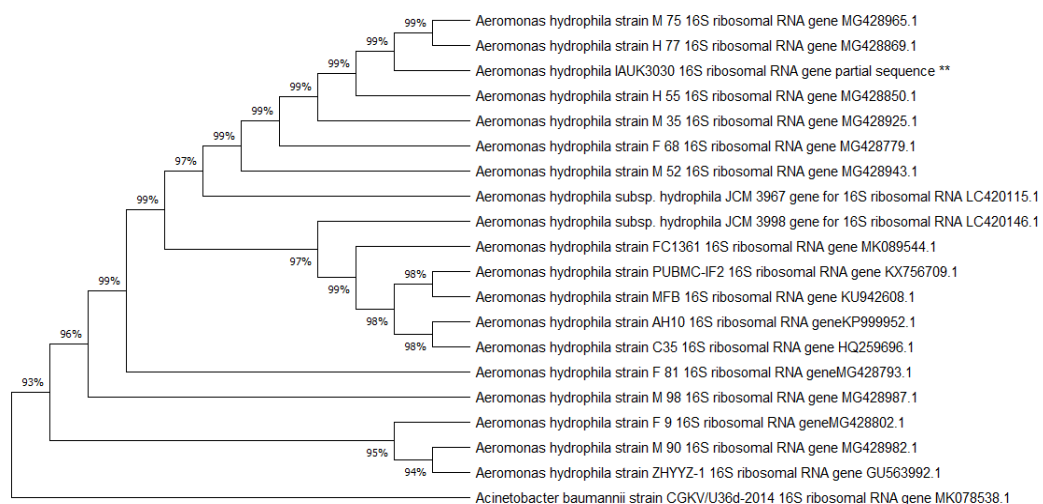 99%
Aeromonas hydrophila strain M 75 16S ribosomal RNA gene MG428965.1
99%
Aeromonas hydrophila strain H 77 16S ribosomal RNA gene MG428869.1
99%
Aeromonas hydrophila IAUK3030 16S ribosomal RNA gene partial sequence **
99%
Aeromonas hydrophila strain H 55 16S ribosomal RNA gene MG428850.1
99%
Aeromonas hydrophila strain M 35 16S ribosomal RNA gene MG428925.1
99%
Aeromonas hydrophila strain F 68 16S ribosomal RNA gene MG428779.1
97%
Aeromonas hydrophila strain M 52 16S ribosomal RNA gene MG428943.1
Aeromonas hydrophila subsp. hydrophila JCM 3967 gene for 16S ribosomal RNA LC420115.1
99%
Aeromonas hydrophila subsp. hydrophila JCM 3998 gene for 16S ribosomal RNA LC420146.1
Aeromonas hydrophila strain FC1361 16S ribosomal RNA gene MK089544.1
97%
98%
Aeromonas hydrophila strain PUBMC-IF2 16S ribosomal RNA gene KX756709.1
99%
99%
Aeromonas hydrophila strain MFB 16S ribosomal RNA gene KU942608.1
98%
Aeromonas hydrophila strain AH10 16S ribosomal RNA geneKP999952.1
96%
98%
Aeromonas hydrophila strain C35 16S ribosomal RNA gene HQ259696.1
Aeromonas hydrophila strain F 81 16S ribosomal RNA geneMG428793.1
93%
Aeromonas hydrophila strain M 98 16S ribosomal RNA gene MG428987.1
Aeromonas hydrophila strain F 9 16S ribosomal RNA geneMG428802.1
95%
Aeromonas hydrophila strain M 90 16S ribosomal RNA gene MG428982.1
94%
Aeromonas hydrophila strain ZHYYZ-1 16S ribosomal RNA gene GU563992.1
Acinetobacter baumannii strain CGKV/U36d-2014 16S ribosomal RNA gene MK078538.1